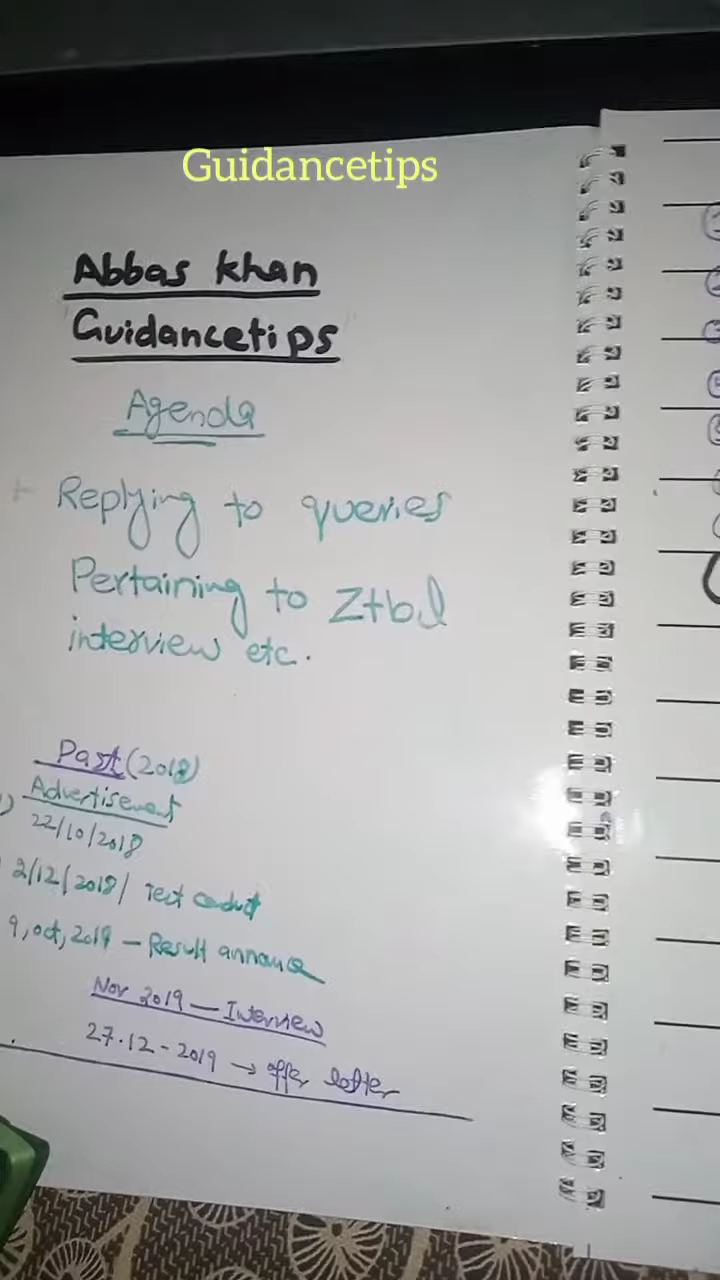 Guidancetips
Abbas khan
Guidancetips
Agenda
Replying to queries
Pertaining to Ztbl
interview etc.
Past (2018)
Advertisement
22/10/2018
2/12/2018/ Test conduct
9, oct, 2019 – Result announce
Nov 2019 — Interview
27.12-2019 → offer letter